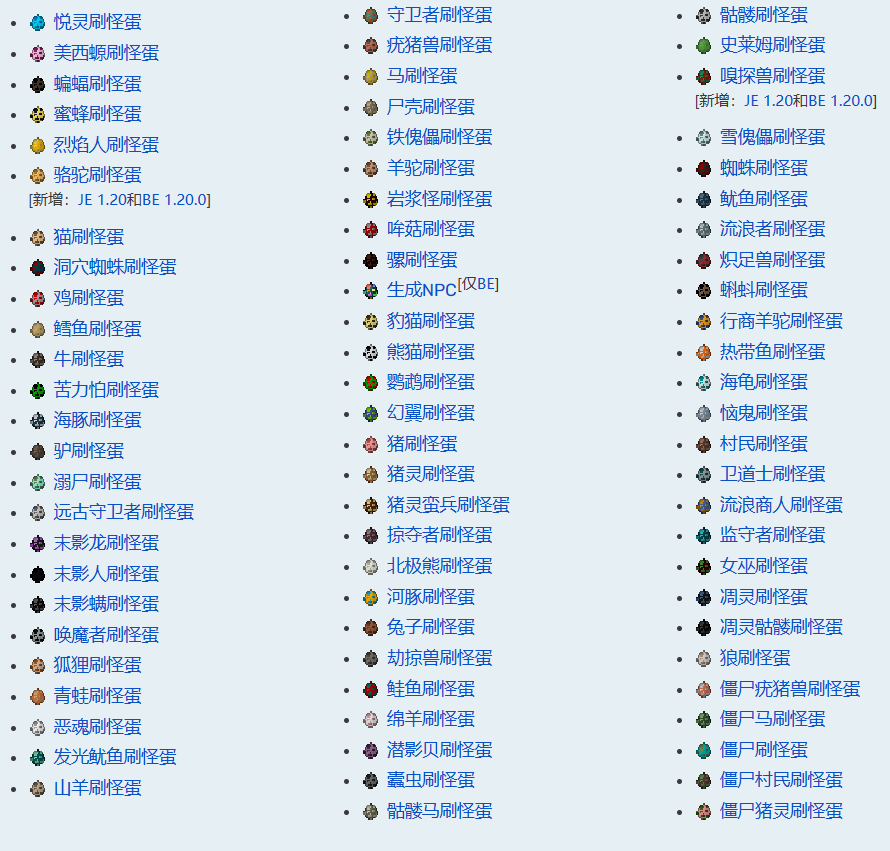 悦灵刷怪蛋
美西螈刷怪蛋
蝙蝠刷怪蛋
蜜蜂刷怪蛋
烈焰人刷怪蛋
骆驼刷怪蛋
[新增：JE 1.20和BE 1.20.0]
猫刷怪蛋
洞穴蜘蛛刷怪蛋
鸡刷怪蛋
鳕鱼刷怪蛋
牛刷怪蛋
苦力怕刷怪蛋
海豚刷怪蛋
驴刷怪蛋
溺尸刷怪蛋
远古守卫者刷怪蛋
末影龙刷怪蛋
末影人刷怪蛋
末影螨刷怪蛋
唤魔者刷怪蛋
狐狸刷怪蛋
青蛙刷怪蛋
恶魂刷怪蛋
发光鱿鱼刷怪蛋
山羊刷怪蛋
守卫者刷怪蛋
疣猪兽刷怪蛋
马刷怪蛋
尸壳刷怪蛋
铁傀儡刷怪蛋
羊驼刷怪蛋
岩浆怪刷怪蛋
哞菇刷怪蛋
骡刷怪蛋
生成NPC[仅BE]
豹猫刷怪蛋
熊猫刷怪蛋
鹦鹉刷怪蛋
幻翼刷怪蛋
猪刷怪蛋
猪灵刷怪蛋
猪灵蛮兵刷怪蛋
掠夺者刷怪蛋
北极熊刷怪蛋
河豚刷怪蛋
兔子刷怪蛋
劫掠兽刷怪蛋
鲑鱼刷怪蛋
绵羊刷怪蛋
潜影贝刷怪蛋
蠹虫刷怪蛋
骷髅马刷怪蛋
骷髅刷怪蛋
史莱姆刷怪蛋
嗅探兽刷怪蛋
[新增：JE 1.20和BE 1.20.0]
雪傀儡刷怪蛋
蜘蛛刷怪蛋
鱿鱼刷怪蛋
流浪者刷怪蛋
炽足兽刷怪蛋
蝌蚪刷怪蛋
行商羊驼刷怪蛋
热带鱼刷怪蛋
海龟刷怪蛋
恼鬼刷怪蛋
村民刷怪蛋
卫道士刷怪蛋
流浪商人刷怪蛋
监守者刷怪蛋
女巫刷怪蛋
凋灵刷怪蛋
凋灵骷髅刷怪蛋
狼刷怪蛋
僵尸疣猪兽刷怪蛋
僵尸马刷怪蛋
僵尸刷怪蛋
僵尸村民刷怪蛋
僵尸猪灵刷怪蛋